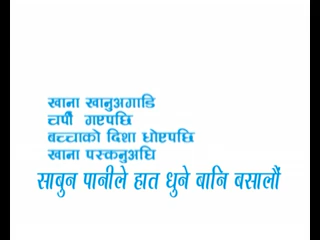 खाना खानुअगाडि
चर्पी गएपछि
बच्चाको दिशा धोएपछि
खाना पस्कनुअघि
साबुन पानीले हात धुने बानि बसालौं